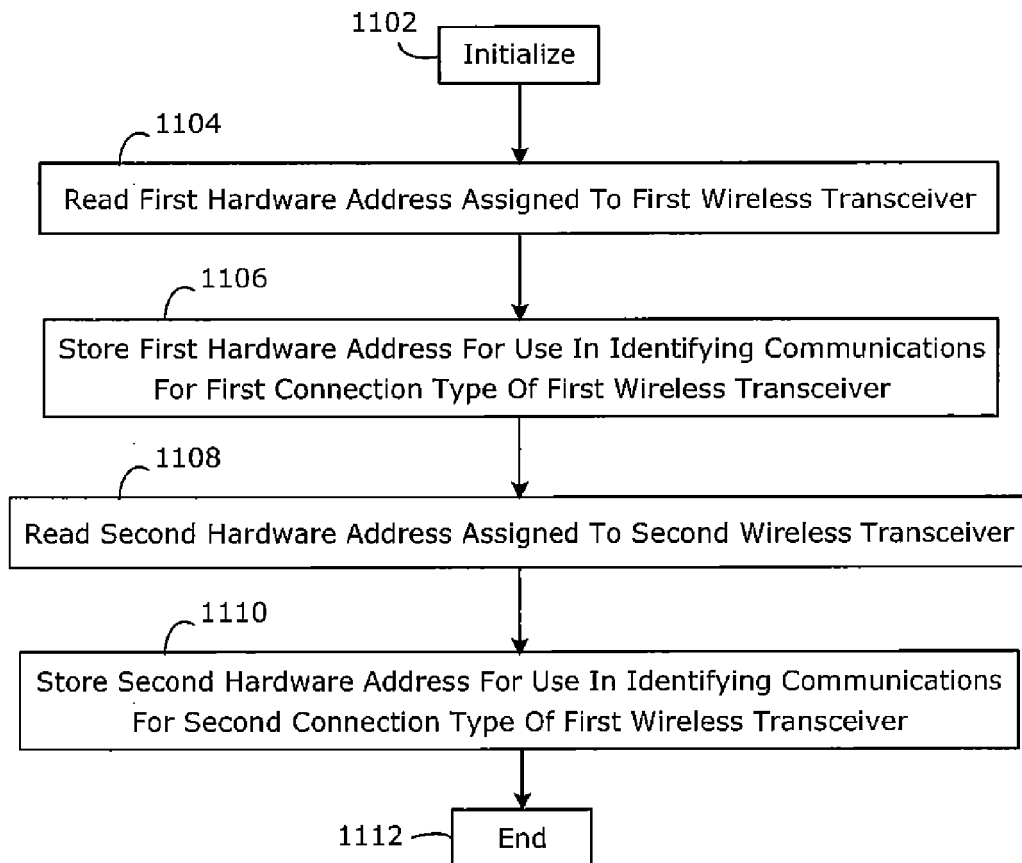 1102
Initialize
1104
Read First Hardware Address Assigned To First Wireless Transceiver
1106
Store First Hardware Address For Use In Identifying Communications
For First Connection Type Of First Wireless Transceiver
1108
Read Second Hardware Address Assigned To Second Wireless Transceiver
1110
Store Second Hardware Address For Use In Identifying Communications
For Second Connection Type Of First Wireless Transceiver
1112
End